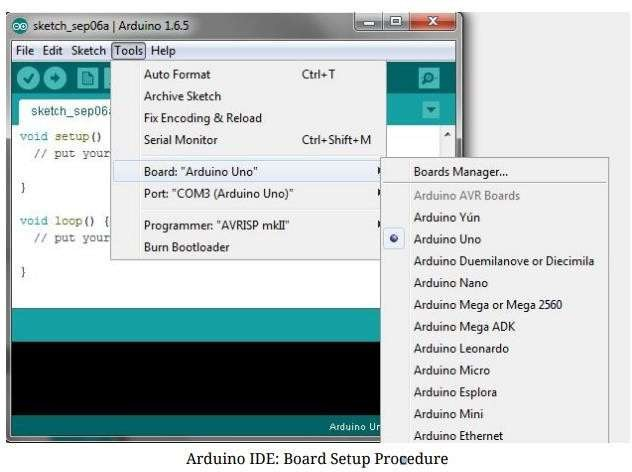 sketch_sep06a | Arduino 1.6.5
File Edit Sketch Tools Help
Auto Format Ctrl+T
Archive Sketch
Fix Encoding & Reload
Serial Monitor Ctrl+Shift+M
Board: "Arduino Uno"
Port: "COM3 (Arduino Uno)"
Programmer: "AVRISP mkII"
Burn Bootloader
sketch_sep06
void setup()
// put your
}
void loop() {
// put your
}
Boards Manager...
Arduino AVR Boards
Arduino Yún
Arduino Uno
Arduino Duemilanove or Diecimila
Arduino Nano
Arduino Mega or Mega 2560
Arduino Mega ADK
Arduino Leonardo
Arduino Micro
Arduino Esplora
Arduino Mini
Arduino Ethernet
Arduino
Arduino IDE: Board Setup Procedure